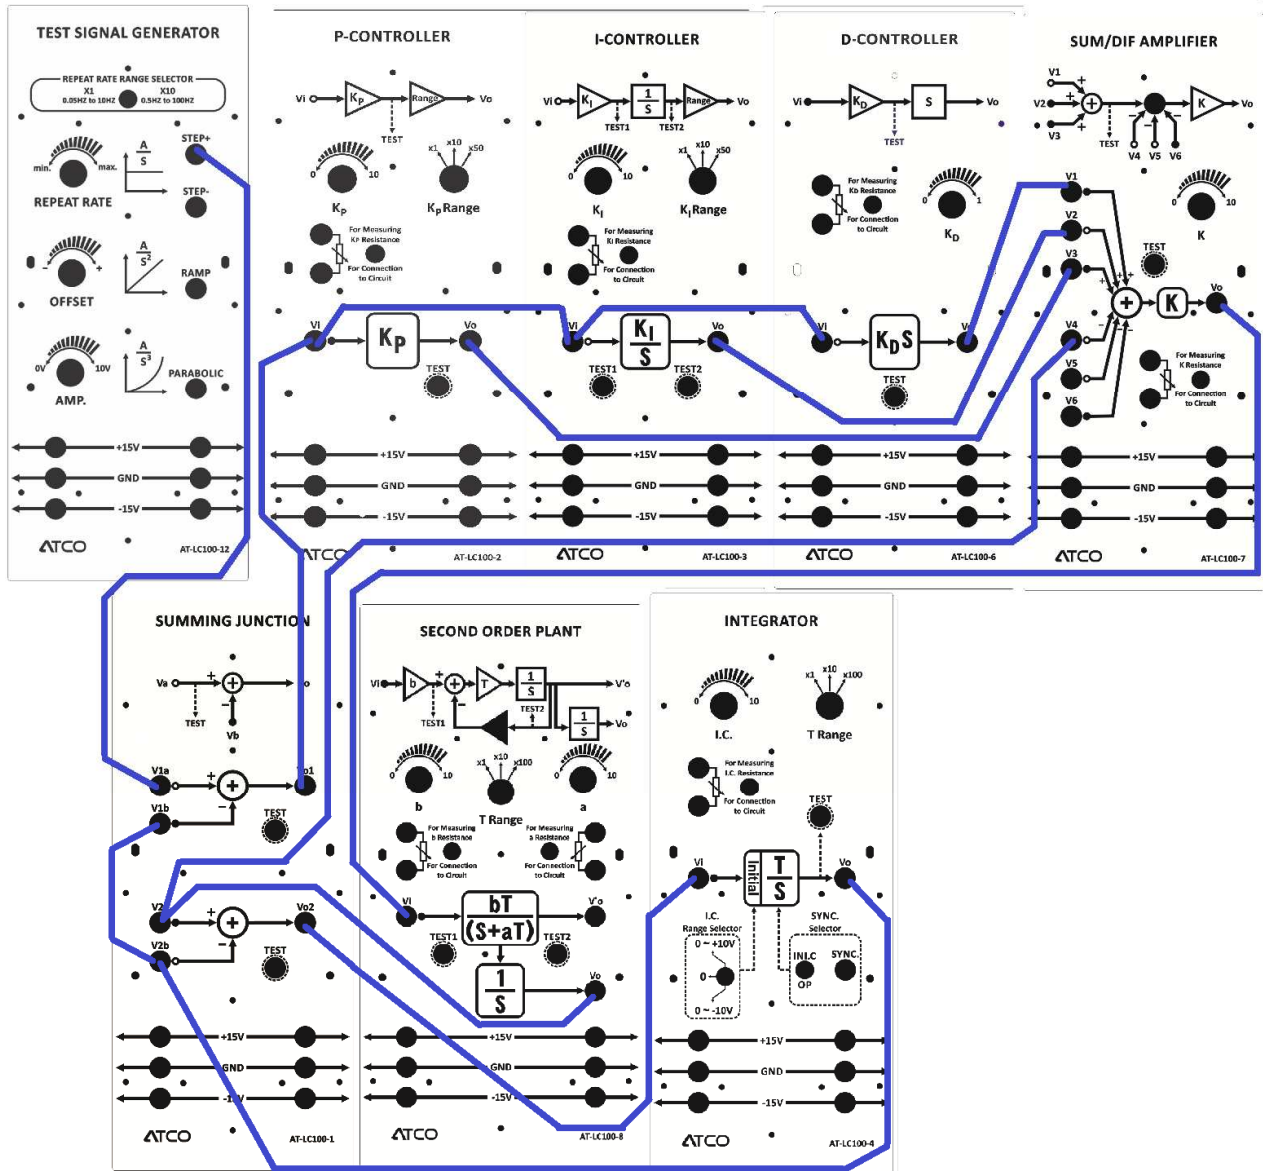 TEST SIGNAL GENERATOR
REPEAT RATE RANGE SELECTOR
X1
0.05HZ to 10HZ
X10
0.5HZ to 100HZ
min.
max.
REPEAT RATE
A
S
STEP+
STEP-
-
+
OFFSET
A
S²
RAMP
0V
10V
AMP.
A
S³
PARABOLIC
+15V
GND
-15V
ATCO
AT-LC100-12
P-CONTROLLER
Vi
KP
Range
Vo
TEST
0
10
KP
x1
x10
x50
KP Range
For Measuring
KP Resistance
For Connection
to Circuit
Vi
KP
Vo
TEST
+15V
GND
-15V
ATCO
AT-LC100-2
I-CONTROLLER
Vi
KI
1
S
Range
Vo
TEST1
TEST2
0
10
KI
x1
x10
x50
KI Range
For Measuring
KI Resistance
For Connection
to Circuit
Vi
KI
S
Vo
TEST1
TEST2
+15V
GND
-15V
ATCO
AT-LC100-3
D-CONTROLLER
Vi
KD
S
Vo
TEST
For Measuring
KD Resistance
For Connection
to Circuit
0
1
KD
Vi
KDS
Vo
TEST
+15V
GND
-15V
ATCO
AT-LC100-6
SUM/DIF AMPLIFIER
V1
V2
V3
+
+
+
TEST
V4
V5
V6
K
Vo
V1
V2
V3
V4
V5
V6
0
10
K
TEST
+
K
Vo
For Measuring
K Resistance
For Connection
to Circuit
+15V
GND
-15V
ATCO
AT-LC100-7
SUMMING JUNCTION
Va
+
-
TEST
Vb
V1a
V1b
+
-
TEST
V2b
+
-
Vo2
TEST
+15V
GND
-15V
ATCO
AT-LC100-1
SECOND ORDER PLANT
Vi
b
+
T
1
S
V'o
TEST1
TEST2
1
S
Vo
0
10
b
x1
x10
x100
T Range
0
10
a
For Measuring
b Resistance
For Connection
to Circuit
For Measuring
a Resistance
For Connection
to Circuit
Vi
bT
(S+aT)
V'o
TEST1
TEST2
1
S
Vo
+15V
GND
-15V
ATCO
AT-LC100-8
INTEGRATOR
0
10
I.C.
x1
x10
x100
T Range
For Measuring
I.C. Resistance
For Connection
to Circuit
TEST
Vi
Initial
T
S
Vo
I.C.
Range Selector
0 ~ +10V
0
0 ~ -10V
SYNC.
Selector
INI.C
OP
SYNC.
+15V
GND
-15V
ATCO
AT-LC100-4